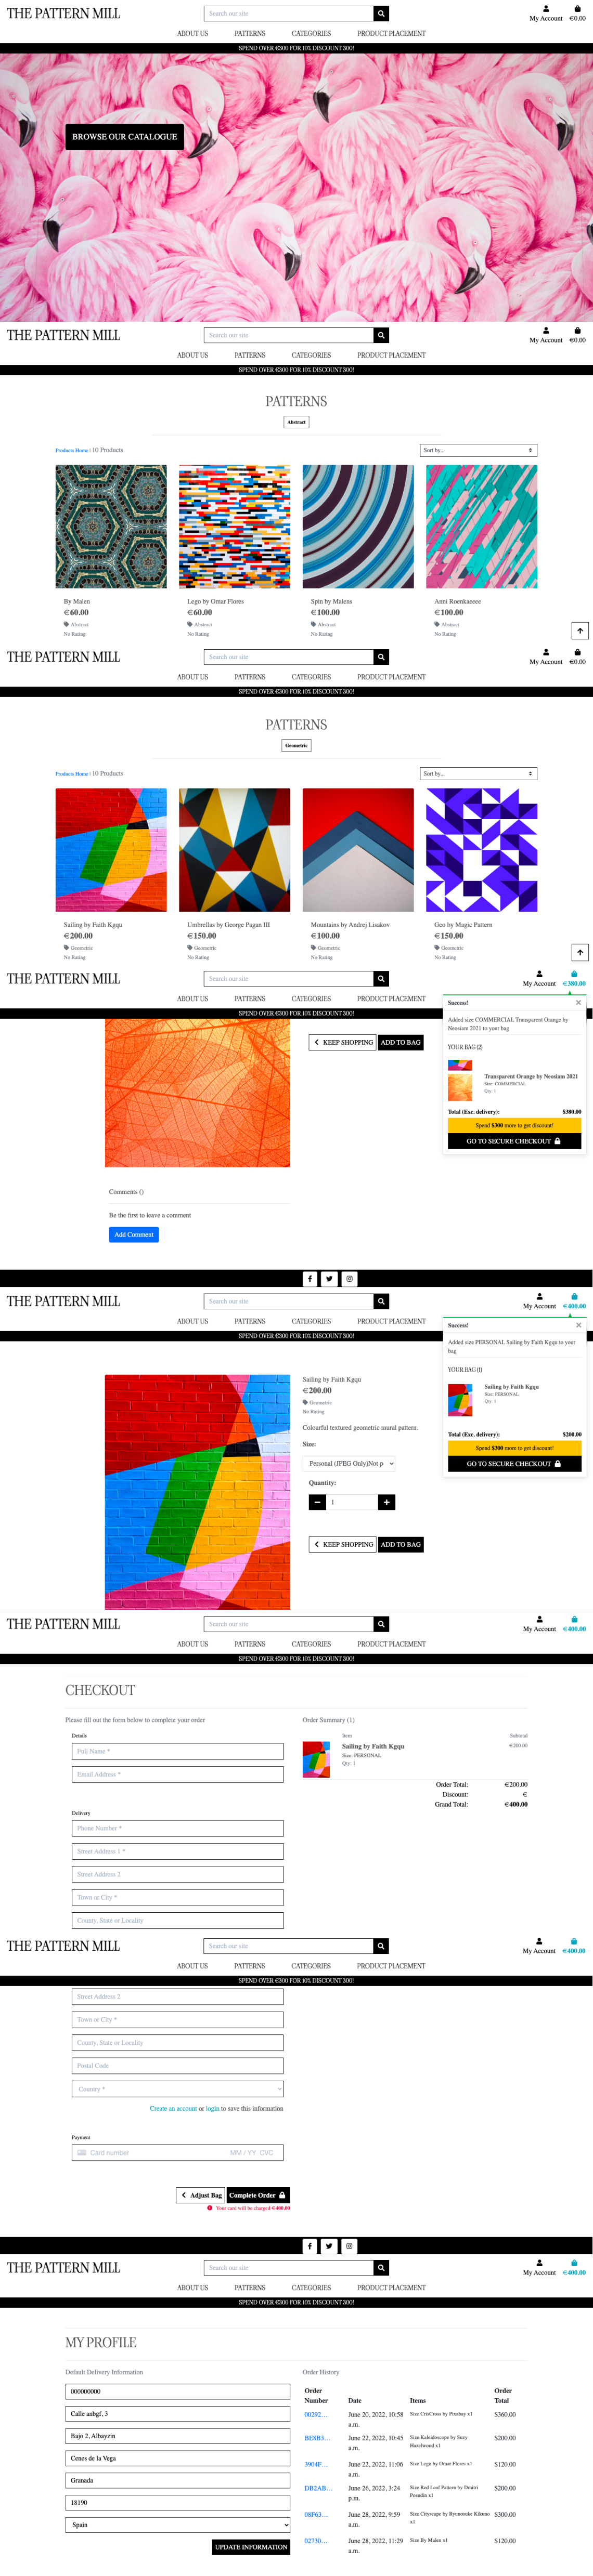 THE PATTERN MILL
Search our site
My Account
€0.00
ABOUT US PATTERNS CATEGORIES PRODUCT PLACEMENT
SPEND OVER €300 FOR 10% DISCOUNT 300!
BROWSE OUR CATALOGUE
THE PATTERN MILL
Search our site
My Account
€0.00
ABOUT US PATTERNS CATEGORIES PRODUCT PLACEMENT
SPEND OVER €300 FOR 10% DISCOUNT 300!
PATTERNS
Abstract
Products Home | 10 Products
Sort by...
By Malen
€60.00
Abstract
No Rating
Lego by Omar Flores
€60.00
Abstract
No Rating
Spin by Malens
€100.00
Abstract
No Rating
Anni Roenkaeeee
€100.00
Abstract
No Rating
THE PATTERN MILL
Search our site
My Account
€0.00
ABOUT US PATTERNS CATEGORIES PRODUCT PLACEMENT
SPEND OVER €300 FOR 10% DISCOUNT 300!
PATTERNS
Geometric
Products Home | 10 Products
Sort by...
Sailing by Faith Kgqu
€200.00
Geometric
No Rating
Umbrellas by George Pagan III
€150.00
Geometric
No Rating
Mountains by Andrej Lisakov
€100.00
Geometric
No Rating
Geo by Magic Pattern
€150.00
Geometric
No Rating
THE PATTERN MILL
Search our site
My Account
€380.00
ABOUT US PATTERNS CATEGORIES PRODUCT PLACEMENT
SPEND OVER €300 FOR 10% DISCOUNT 300!
KEEP SHOPPING
ADD TO BAG
Success!
×
Added size COMMERCIAL Transparent Orange by
Neosiam 2021 to your bag
YOUR BAG (2)
Transparent Orange by Neosiam 2021
Size: COMMERCIAL
Qty: 1
Total (Exc. delivery): $380.00
Spend $300 more to get discount!
GO TO SECURE CHECKOUT
Comments ()
Be the first to leave a comment
Add Comment
THE PATTERN MILL
Search our site
My Account
€400.00
ABOUT US PATTERNS CATEGORIES PRODUCT PLACEMENT
SPEND OVER €300 FOR 10% DISCOUNT 300!
Success!
×
Added size PERSONAL Sailing by Faith Kgqu to your
bag
YOUR BAG (1)
Sailing by Faith Kgqu
Size: PERSONAL
Qty: 1
Total (Exc. delivery): $200.00
Spend $300 more to get discount!
GO TO SECURE CHECKOUT
Sailing by Faith Kgqu
€200.00
Geometric
No Rating
Colourful textured geometric mural pattern.
Size:
Personal (JPEG Only)Not p
Quantity:
1
KEEP SHOPPING
ADD TO BAG
THE PATTERN MILL
Search our site
My Account
€400.00
ABOUT US PATTERNS CATEGORIES PRODUCT PLACEMENT
SPEND OVER €300 FOR 10% DISCOUNT 300!
CHECKOUT
Please fill out the form below to complete your order
Details
Full Name *
Email Address *
Delivery
Phone Number *
Street Address 1 *
Street Address 2
Town or City *
County, State or Locality
Order Summary (1)
Item Subtotal
Sailing by Faith Kgqu €200.00
Size: PERSONAL
Qty: 1
Order Total: €200.00
Discount: €
Grand Total: €400.00
THE PATTERN MILL
Search our site
My Account
€400.00
ABOUT US PATTERNS CATEGORIES PRODUCT PLACEMENT
SPEND OVER €300 FOR 10% DISCOUNT 300!
Street Address 2
Town or City *
County, State or Locality
Postal Code
Country *
Create an account or login to save this information
Payment
Card number MM / YY CVC
Adjust Bag
Complete Order
Your card will be charged €400.00
THE PATTERN MILL
Search our site
My Account
€400.00
ABOUT US PATTERNS CATEGORIES PRODUCT PLACEMENT
SPEND OVER €300 FOR 10% DISCOUNT 300!
MY PROFILE
Default Delivery Information
000000000
Calle anbgf, 3
Bajo 2, Albayzin
Cenes de la Vega
Granada
18190
Spain
UPDATE INFORMATION
Order History
Order
Number
Date
Items
Order
Total
00292...
June 20, 2022, 10:58
a.m.
Size CrisCross by Pixabay x1
$360.00
BE8B3...
June 22, 2022, 10:45
a.m.
Size Kaleidoscope by Suzy
Hazelwood x1
$200.00
3904F...
June 22, 2022, 11:06
a.m.
Size Lego by Omar Flores x1
$120.00
DB2AB...
June 26, 2022, 3:24
p.m.
Size Red Leaf Pattern by Dmitri
Posudin x1
$200.00
08F63...
June 28, 2022, 9:59
a.m.
Size Cityscape by Ryunosuke Kikuno
x1
$300.00
02730...
June 28, 2022, 11:29
a.m.
Size By Malen x1
$120.00